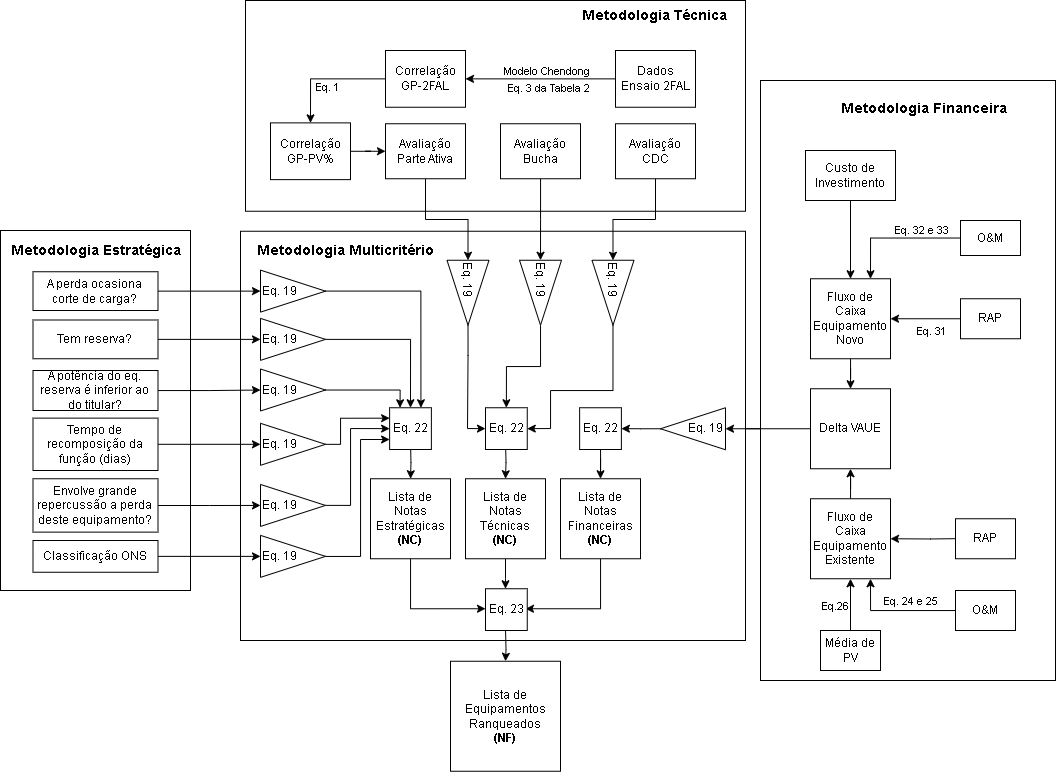 Metodologia Técnica
Correlação
GP-2FAL
Modelo Chendong
Eq. 3 da Tabela 2
Dados
Ensaio 2FAL
Eq. 1
Correlação
GP-PV%
Avaliação
Parte Ativa
Avaliação
Bucha
Avaliação
CDC
Metodologia Financeira
Custo de
Investimento
Eq. 32 e 33
O&M
Fluxo de
Caixa
Equipamento
Novo
Eq. 31
RAP
Delta VAUE
Fluxo de
Caixa
Equipamento
Existente
RAP
Eq.26
Eq. 24 e 25
O&M
Média de
PV
Metodologia Estratégica
A perda ocasiona
corte de carga?
Tem reserva?
A potência do eq.
reserva é inferior ao
do titular?
Tempo de
recomposição da
função (dias)
Envolve grande
repercussão a perda
deste equipamento?
Classificação ONS
Metodologia Multicritério
Eq. 19
Eq. 19
Eq. 19
Eq. 19
Eq. 19
Eq. 19
Eq. 19
Eq. 19
Eq. 19
Eq. 22
Eq. 22
Eq. 22
Eq. 19
Lista de
Notas
Estratégicas
(NC)
Lista de
Notas
Técnicas
(NC)
Lista de
Notas
Financeiras
(NC)
Eq. 23
Lista de
Equipamentos
Ranqueados
(NF)